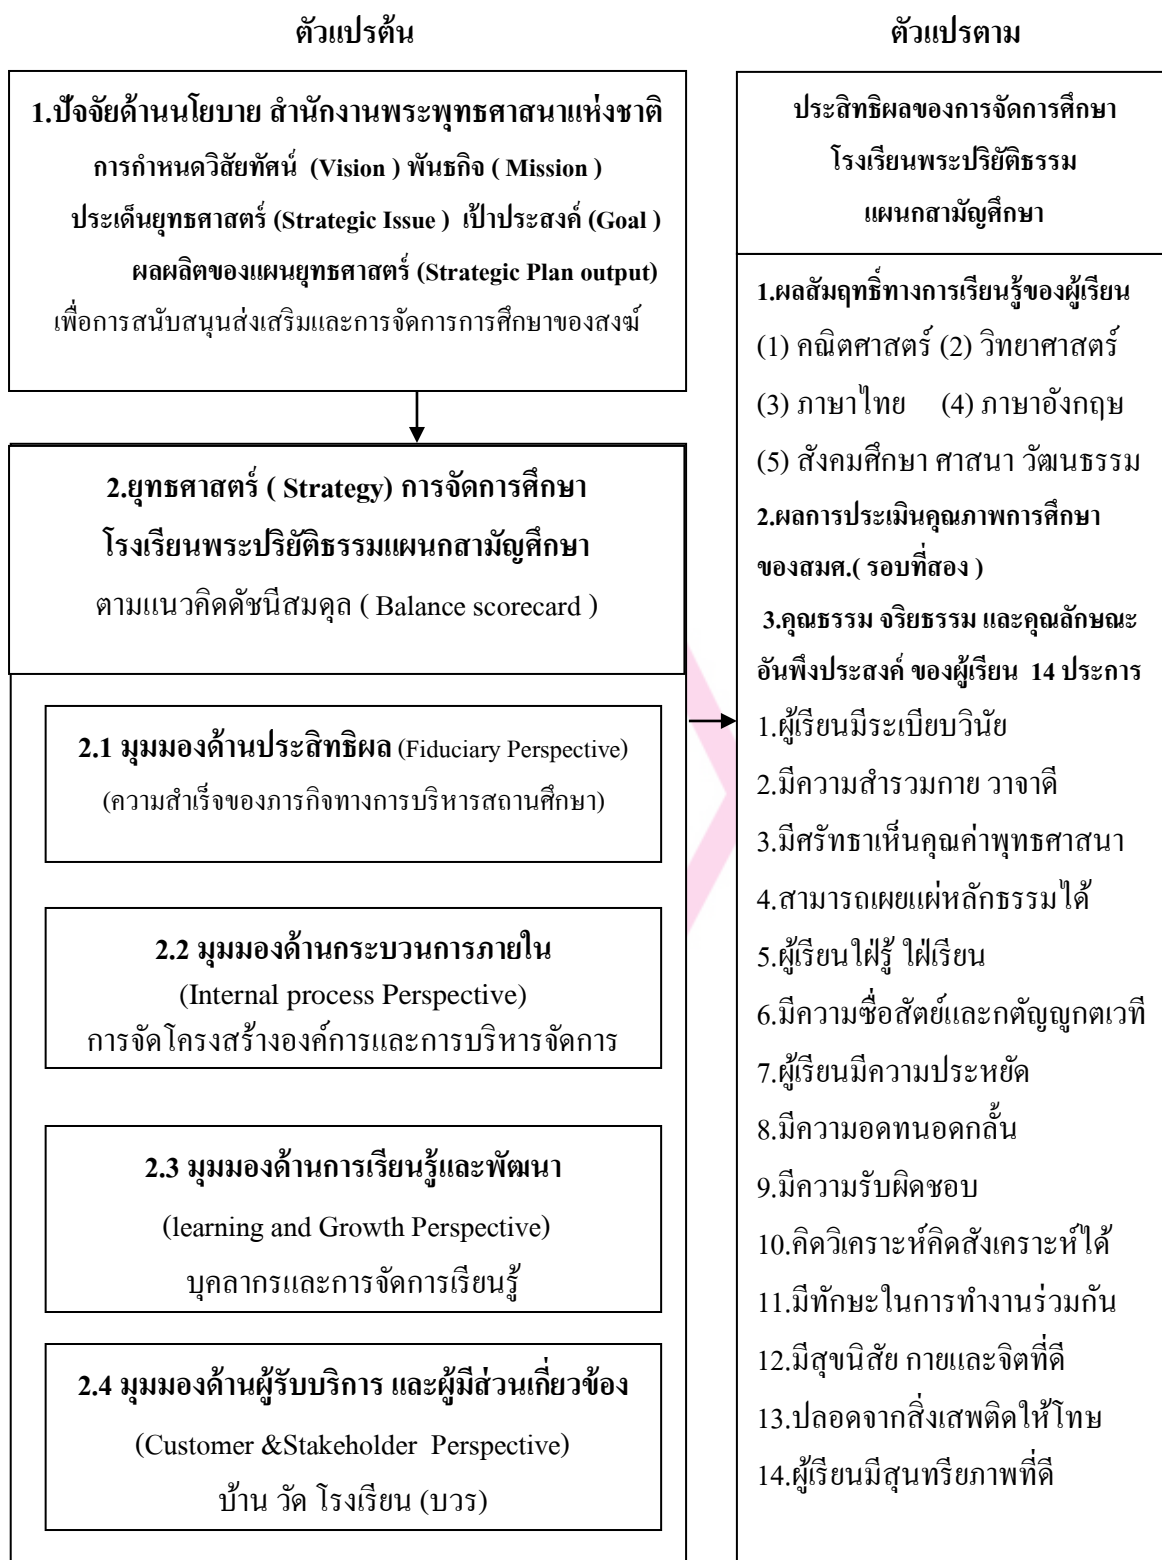 ตัวแปรต้น
1.ปัจจัยด้านนโยบาย สำนักงานพระพุทธศาสนาแห่งชาติ
การกำหนดวิสัยทัศน์ (Vision ) พันธกิจ ( Mission )
ประเด็นยุทธศาสตร์ (Strategic Issue ) เป้าประสงค์ (Goal )
ผลผลิตของแผนยุทธศาสตร์ (Strategic Plan output)
เพื่อการสนับสนุนส่งเสริมและการจัดการการศึกษาของสงฆ์
2.ยุทธศาสตร์ ( Strategy) การจัดการศึกษา
โรงเรียนพระปริยัติธรรมแผนกสามัญศึกษา
ตามแนวคิดดัชนีสมดุล ( Balance scorecard )
2.1 มุมมองด้านประสิทธิผล (Fiduciary Perspective)
(ความสำเร็จของภารกิจทางการบริหารสถานศึกษา)
2.2 มุมมองด้านกระบวนการภายใน
(Internal process Perspective)
การจัดโครงสร้างองค์การและการบริหารจัดการ
2.3 มุมมองด้านการเรียนรู้และพัฒนา
(learning and Growth Perspective)
บุคลากรและการจัดการเรียนรู้
2.4 มุมมองด้านผู้รับบริการ และผู้มีส่วนเกี่ยวข้อง
(Customer &Stakeholder Perspective)
บ้าน วัด โรงเรียน (บวร)
ตัวแปรตาม
ประสิทธิผลของการจัดการศึกษา
โรงเรียนพระปริยัติธรรม
แผนกสามัญศึกษา
1.ผลสัมฤทธิ์ทางการเรียนรู้ของผู้เรียน
(1) คณิตศาสตร์ (2) วิทยาศาสตร์
(3) ภาษาไทย (4) ภาษาอังกฤษ
(5) สังคมศึกษา ศาสนา วัฒนธรรม
2.ผลการประเมินคุณภาพการศึกษา
ของสมศ.( รอบที่สอง )
3.คุณธรรม จริยธรรม และคุณลักษณะ
อันพึงประสงค์ ของผู้เรียน 14 ประการ
1.ผู้เรียนมีระเบียบวินัย
2.มีความสำรวมกาย วาจาดี
3.มีศรัทธาเห็นคุณค่าพุทธศาสนา
4.สามารถเผยแผ่หลักธรรมได้
5.ผู้เรียนใฝ่รู้ ใฝ่เรียน
6.มีความซื่อสัตย์และกตัญญูกตเวที
7.ผู้เรียนมีความประหยัด
8.มีความอดทนอดกลั้น
9.มีความรับผิดชอบ
10.คิดวิเคราะห์คิดสังเคราะห์ได้
11.มีทักษะในการทำงานร่วมกัน
12.มีสุขนิสัย กายและจิตที่ดี
13.ปลอดจากสิ่งเสพติดให้โทษ
14.ผู้เรียนมีสุนทรียภาพที่ดี